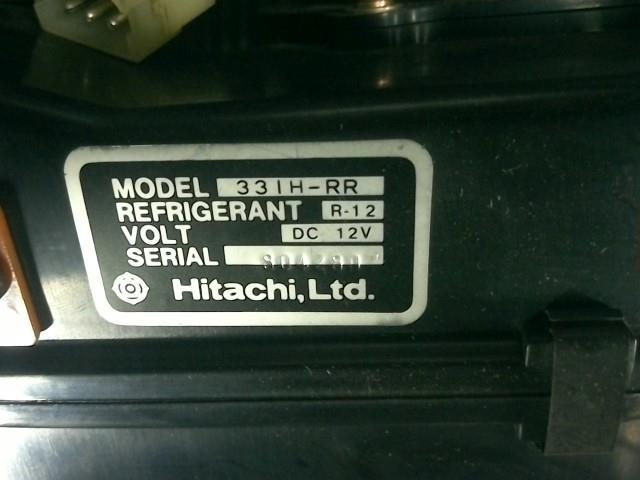 MODEL 331H-RR
REFRIGERANT R-12
VOLT DC 12V
SERIAL
Hitachi, Ltd.